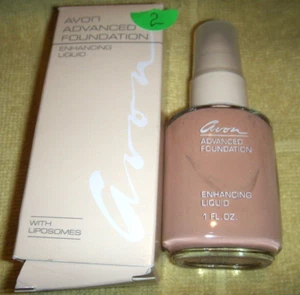 2
AVON
ADVANCED
FOUNDATION
ENHANCING
LIQUID
avon
WITH
LIPOSOMES
avon
ADVANCED
FOUNDATION
ENHANCING
LIQUID
1 FL. OZ.